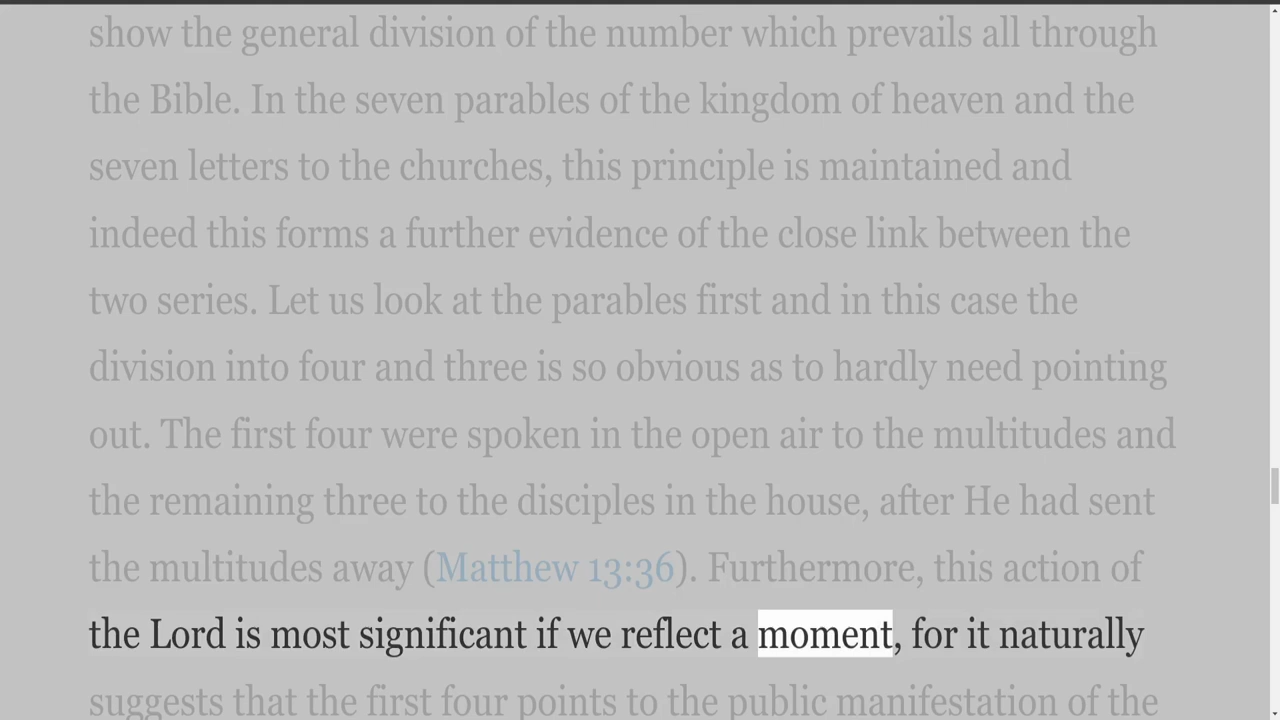 show the general division of the number which prevails all through
the Bible. In the seven parables of the kingdom of heaven and the
seven letters to the churches, this principle is maintained and
indeed this forms a further evidence of the close link between the
two series. Let us look at the parables first and in this case the
division into four and three is so obvious as to hardly need pointing
out. The first four were spoken in the open air to the multitudes and
the remaining three to the disciples in the house, after He had sent
the multitudes away (Matthew 13:36). Furthermore, this action of
the Lord is most significant if we reflect a moment, for it naturally
suggests that the first four points to the public manifestation of the